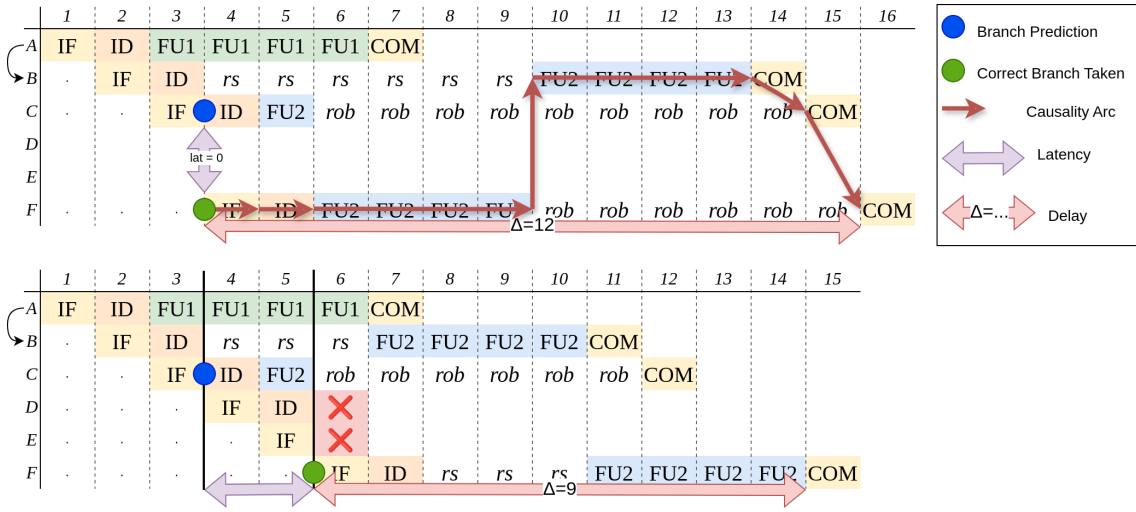 1 2 3 4 5 6 7 8 9 10 11 12 13 14 15 16
A IF ID FU1 FU1 FU1 FU1 COM
B . IF ID rs rs rs rs rs rs FU2 FU2 FU2 FU2 COM
C . . IF ID FU2 rob rob rob rob rob rob rob rob rob COM
lat = 0
D
E
F . . . IF ID FU2 FU2 FU2 FU2 rob rob rob rob rob rob COM
Δ=12
Branch Prediction
Correct Branch Taken
Causality Arc
Latency
Δ=... Delay
1 2 3 4 5 6 7 8 9 10 11 12 13 14 15
A IF ID FU1 FU1 FU1 FU1 COM
B . IF ID rs rs rs FU2 FU2 FU2 FU2 COM
C . . IF ID FU2 rob rob rob rob rob rob COM
D . . . IF ID
E . . . . IF
F . . . . . IF ID rs rs rs FU2 FU2 FU2 FU2 COM
Δ=9